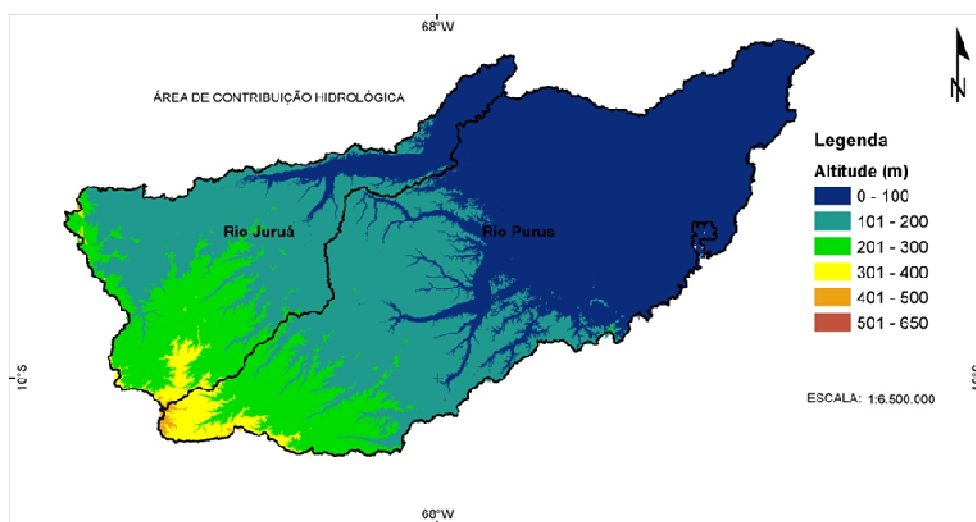 68°W
N
ÁREA DE CONTRIBUIÇÃO HIDROLÓGICA
Legenda
Altitude (m)
0 - 100
101 - 200
201 - 300
301 - 400
401 - 500
501 - 650
Rio Juruá
Rio Purus
10°S
ESCALA: 1:6.500.000
68°W